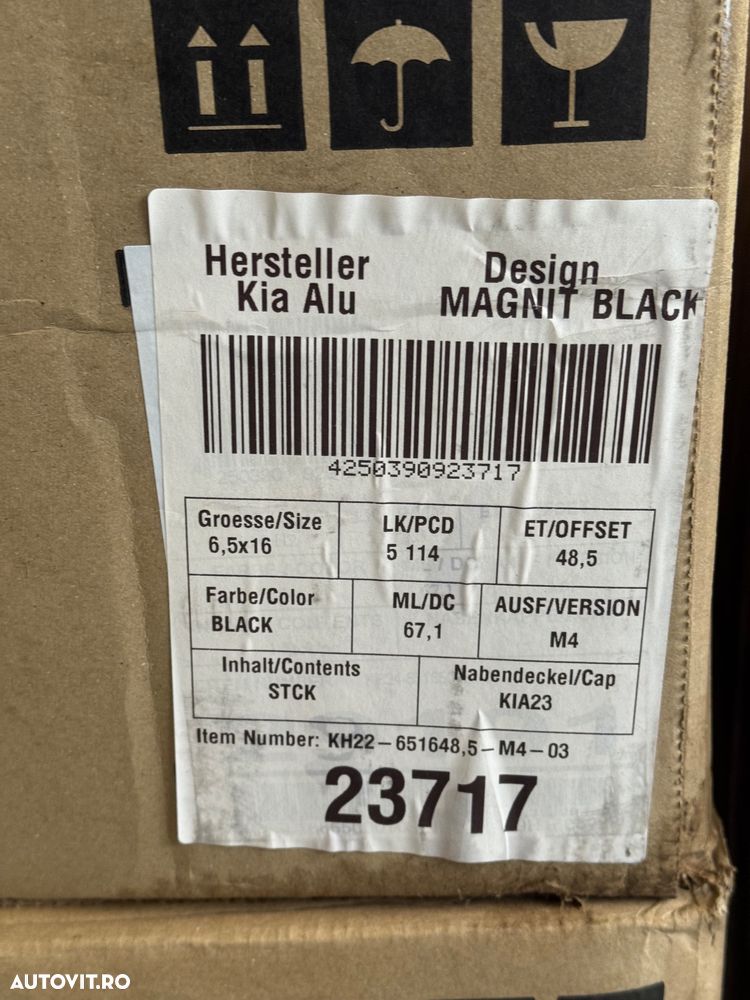 Hersteller Design
Kia Alu MAGNIT BLACK
4250390923717
Groesse/Size LK/PCD ET/OFFSET
6,5x16 5 114 48,5
Farbe/Color ML/DC AUSF/VERSION
BLACK 67,1 M4
Inhalt/Contents Nabendeckel/Cap
STCK KIA23
Item Number: KH22-651648,5-M4-03
23717
AUTOVIT.RO